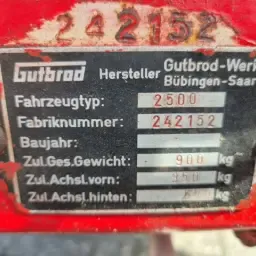 242152
Gutbrod Hersteller Gutbrod-Werk
Bübingen-Saar
Fahrzeugtyp: 2500
Fabriknummer: 242152
Baujahr:
Zul.Ges.Gewicht: 900 kg
Zul.Achsl.vorn: kg
Zul.Achsl.hinten: kg